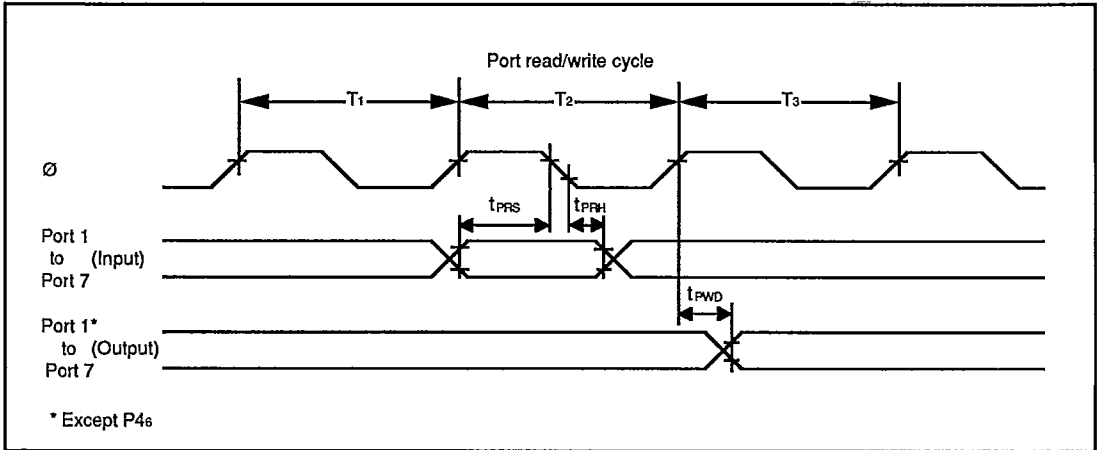 Port read/write cycle
T1 T2 T3
Ø
tPRS tPRH
Port 1
to (Input)
Port 7
tPWD
Port 1*
to (Output)
Port 7
* Except P46